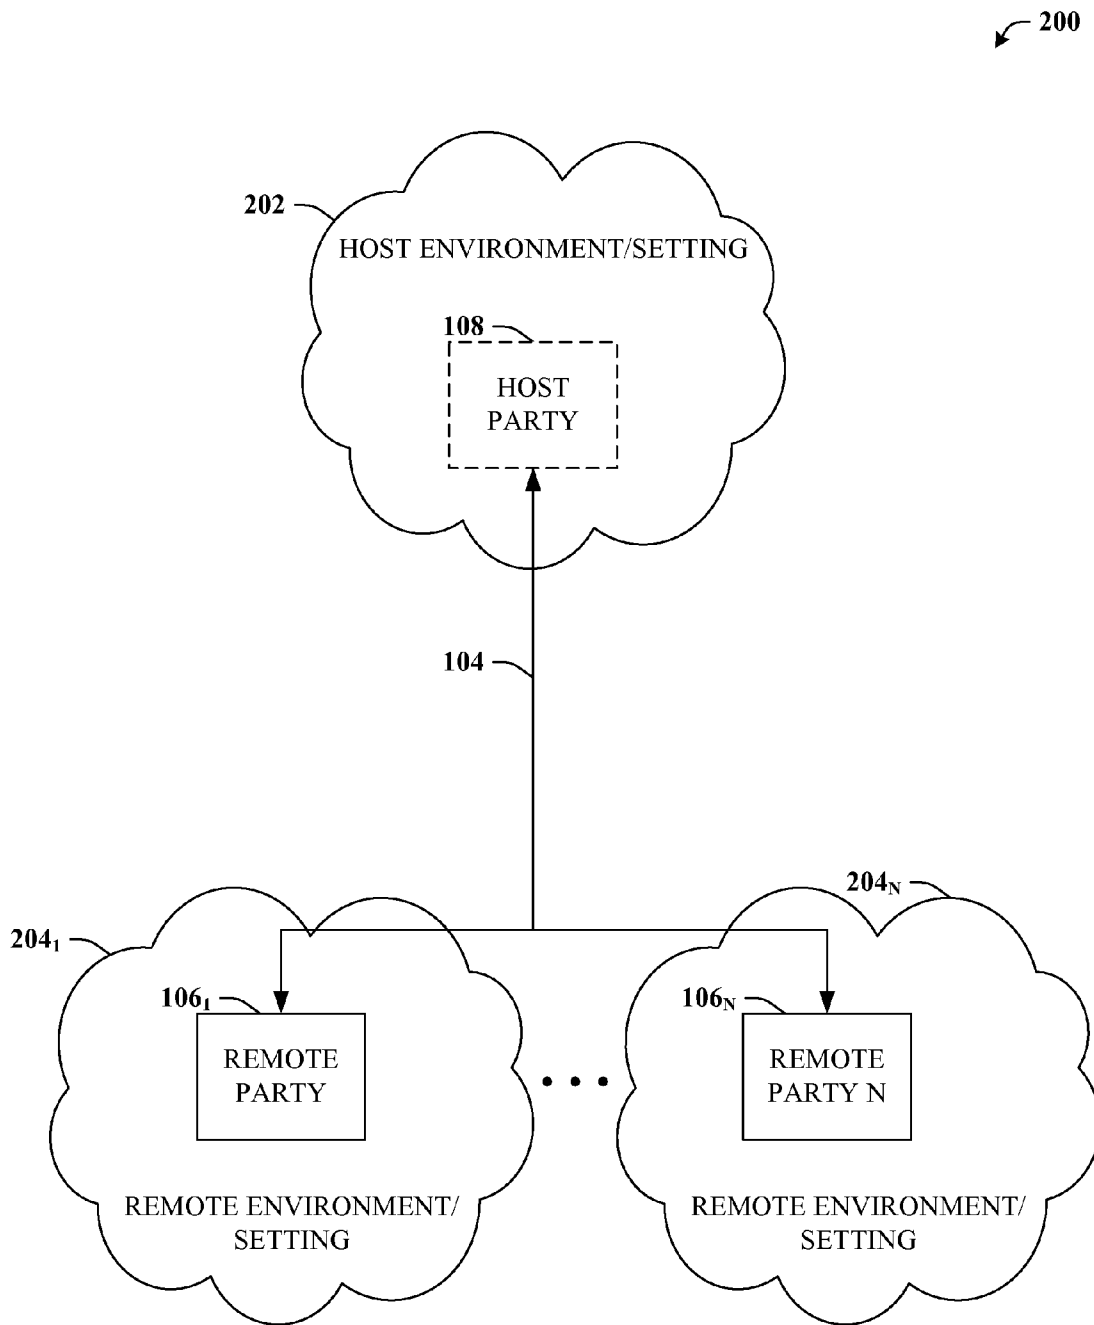 200
202
HOST ENVIRONMENT/SETTING
108
HOST
PARTY
104
204N
2041
1061
106N
REMOTE
PARTY
REMOTE
PARTY N
REMOTE ENVIRONMENT/
SETTING
REMOTE ENVIRONMENT/
SETTING